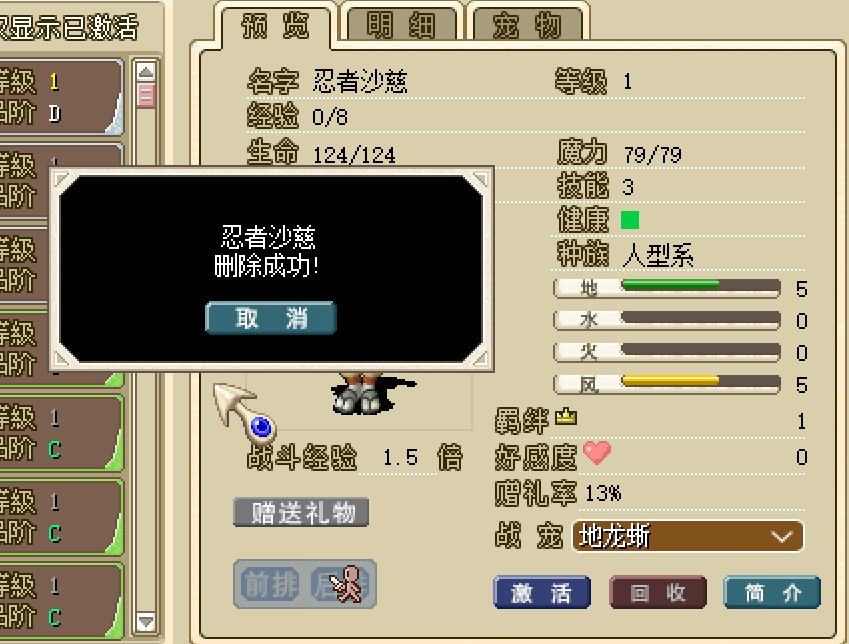 仅显示已激活
等级 1
品阶 D
等级 1
品阶
等级
品阶
等级
品阶
等级 1
品阶 C
等级 1
品阶 C
等级 1
品阶 C
预览 明细 宠物
名字 忍者沙慈 等级 1
经验 0/8
生命 124/124 魔力 79/79
技能 3
健康
种族 人型系
地 5
水 0
火 0
风 5
忍者沙慈
删除成功!
取消
羁绊 1
战斗经验 1.5 倍
好感度 0
赠礼率 13%
赠送礼物
战宠 地龙蜥
前排
激活 回收 简介